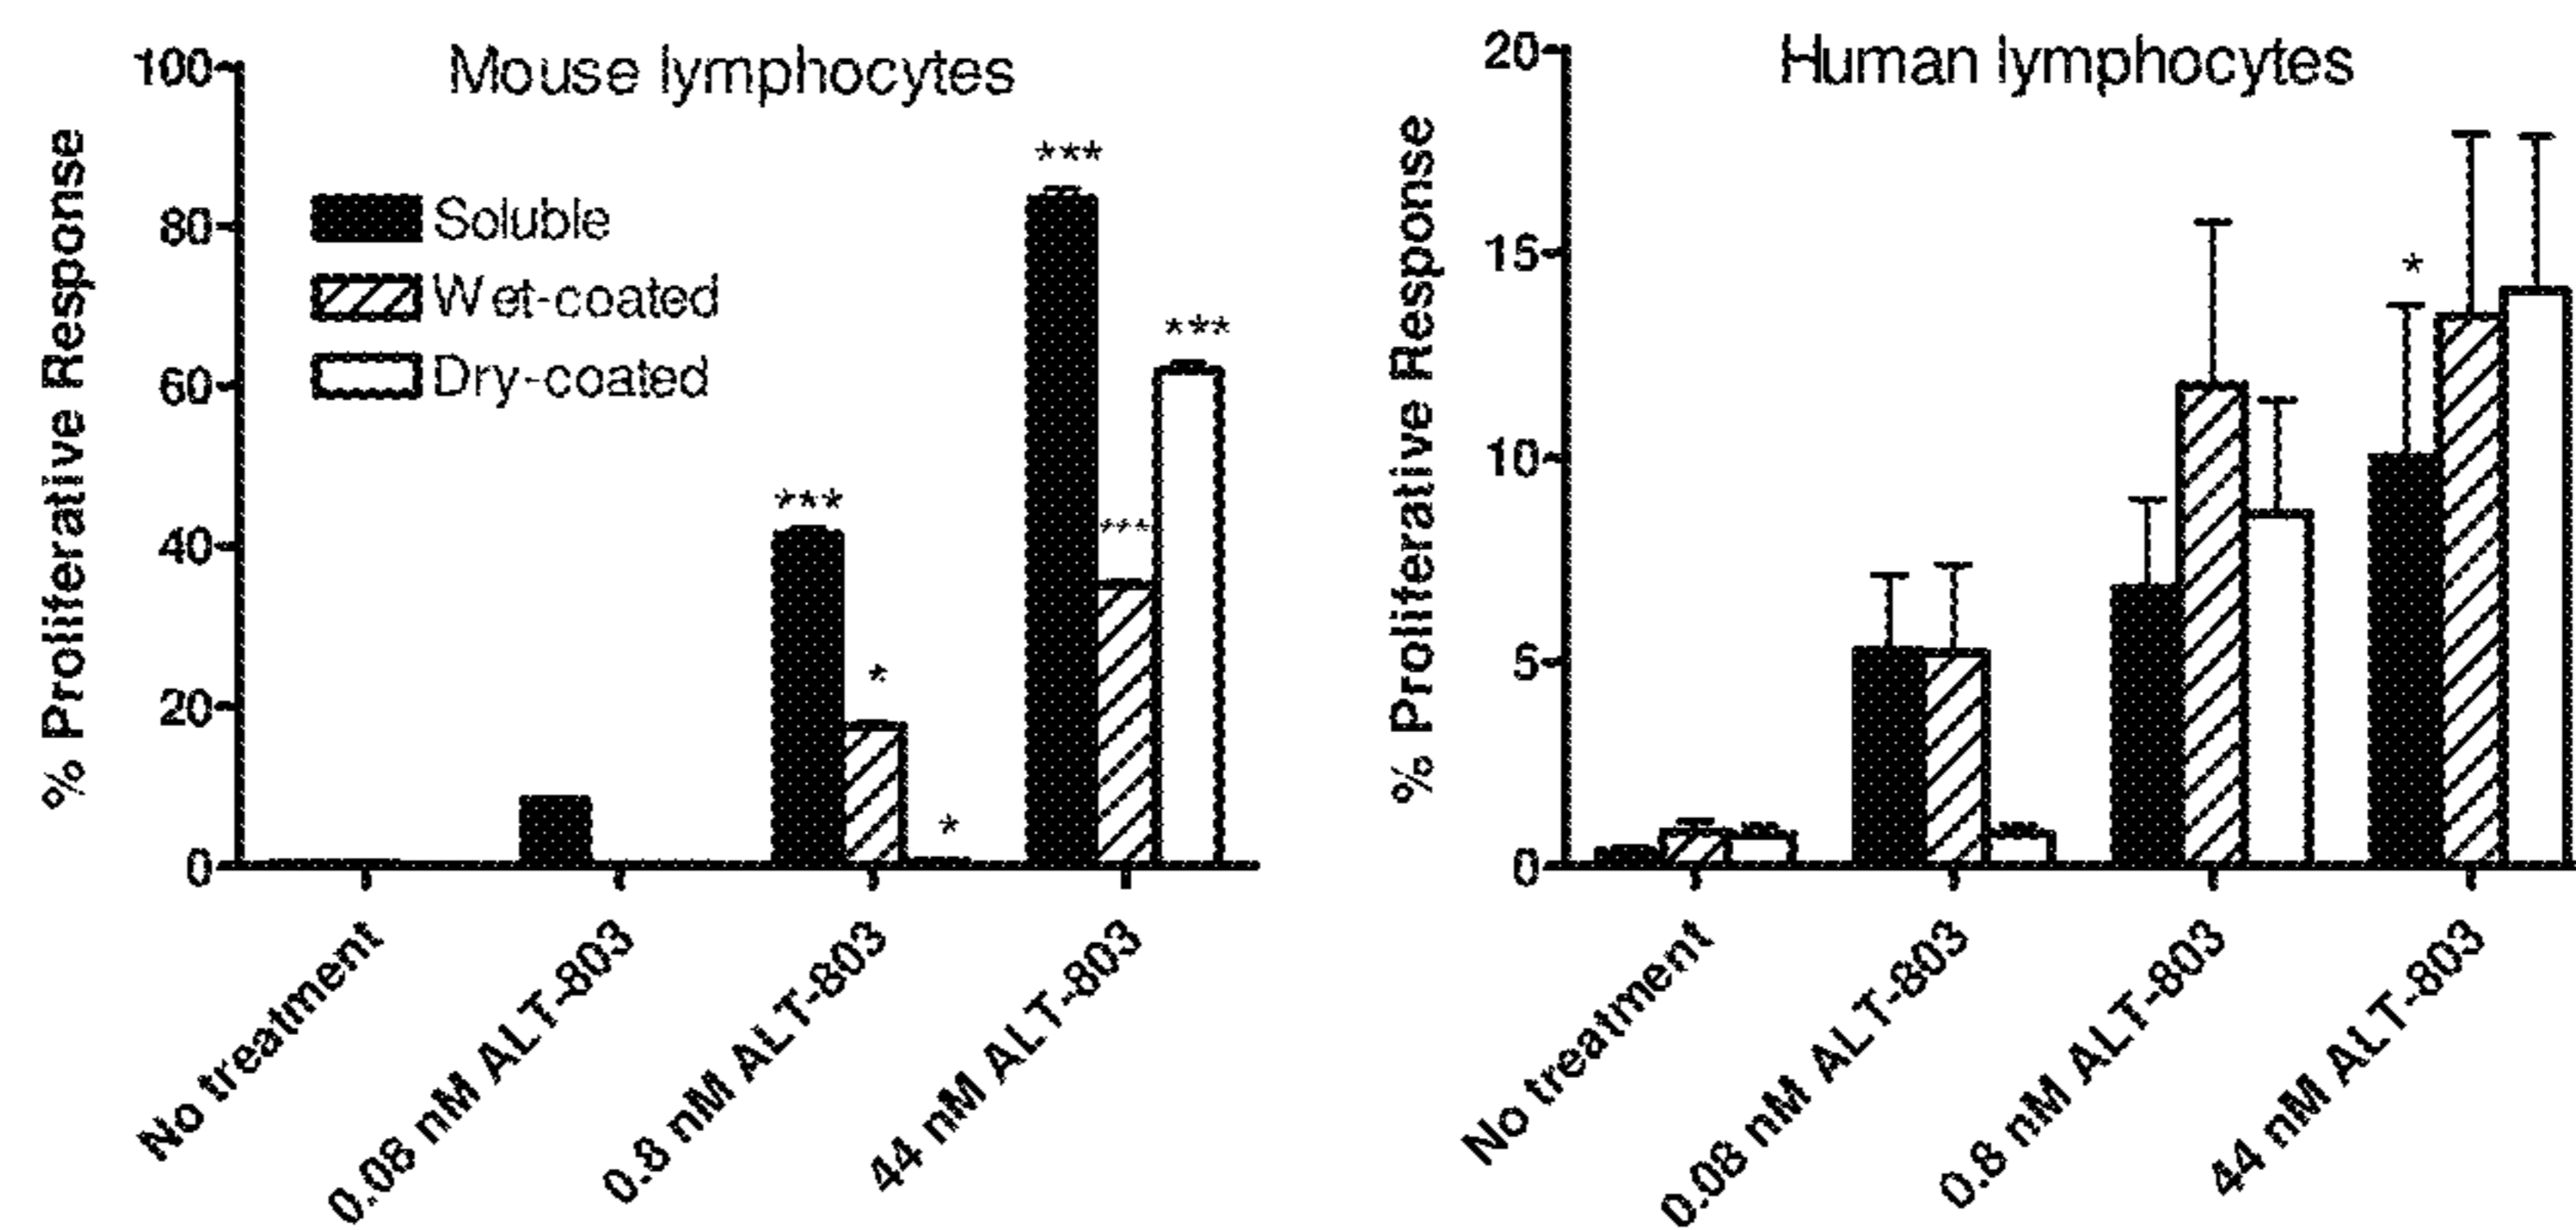 Mouse lymphocytes
% Proliferative Response
100
80
60
40
20
0
Soluble
Wet-coated
Dry-coated
***
*
*
***
***
***
No treatment
0.08 nM ALT-803
0.8 nM ALT-803
44 nM ALT-803
Human lymphocytes
% Proliferative Response
20
15
10
5
0
*
No treatment
0.08 nM ALT-803
0.8 nM ALT-803
44 nM ALT-803